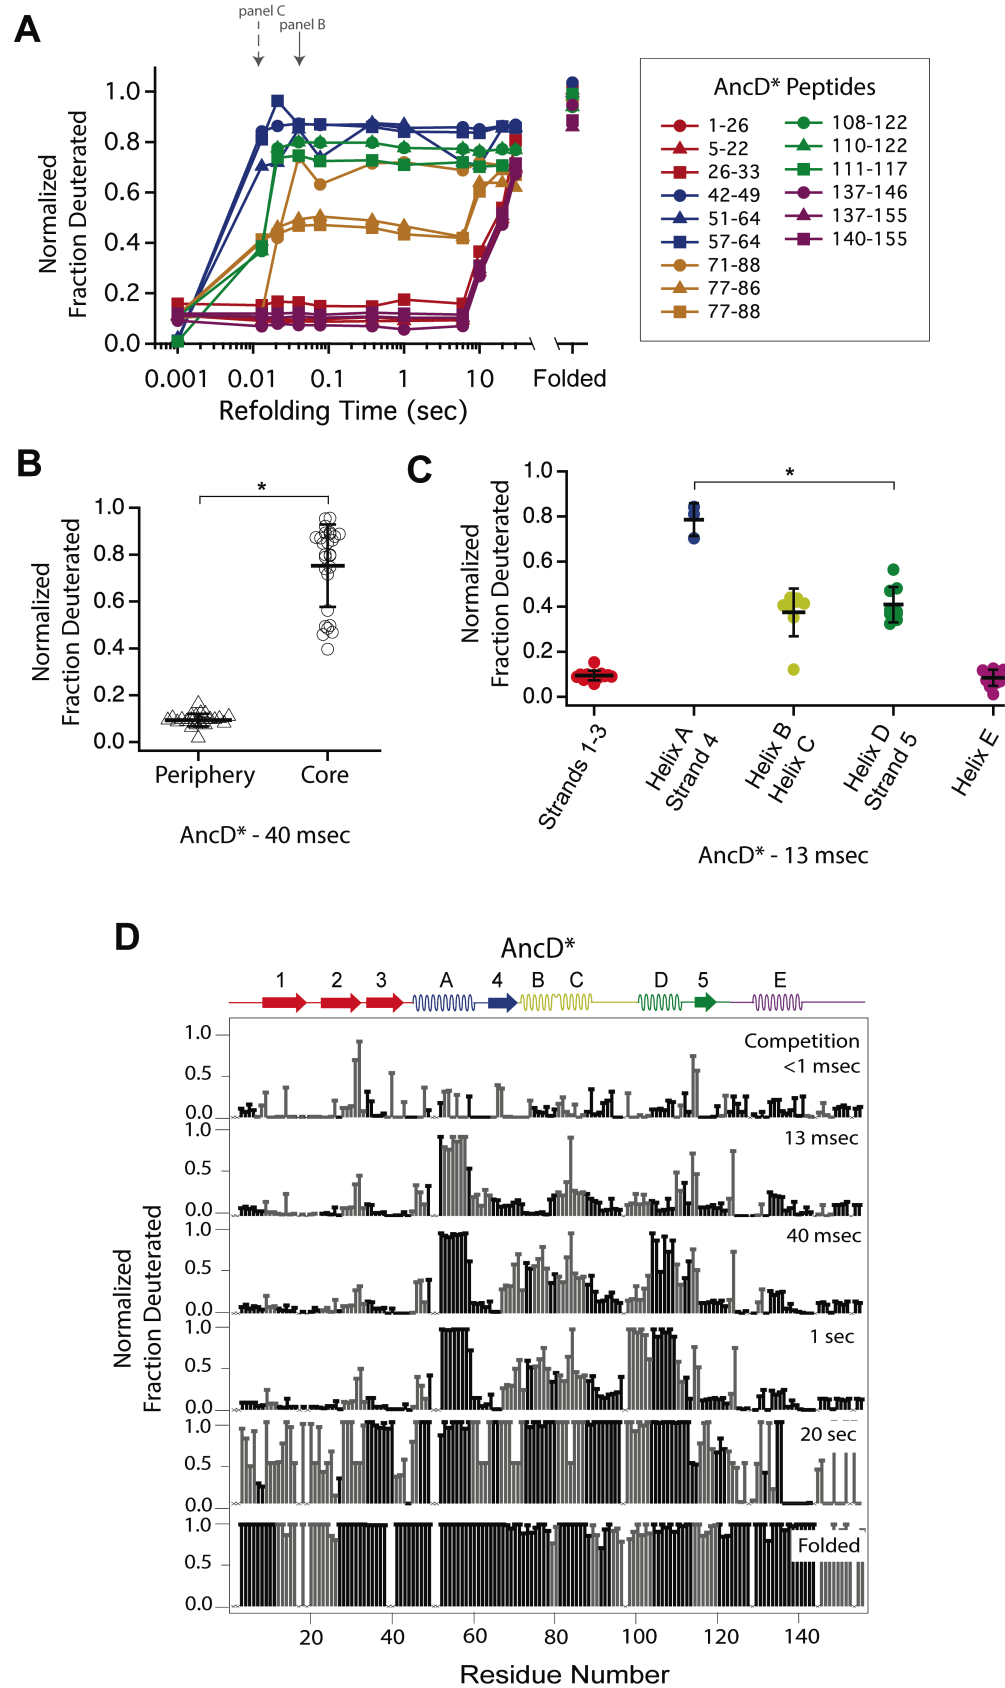 A
panel C
panel B
Normalized
Fraction Deuterated
1.0
0.8
0.6
0.4
0.2
0.0
0.001
0.01
0.1
1
10
Folded
Refolding Time (sec)
AncD* Peptides
1-26
5-22
26-33
42-49
51-64
57-64
71-88
77-86
77-88
108-122
110-122
111-117
137-146
137-155
140-155
B
Normalized
Fraction Deuterated
1.0
0.8
0.6
0.4
0.2
0.0
*
Periphery
Core
AncD* - 40 msec
C
Normalized
Fraction Deuterated
1.0
0.8
0.6
0.4
0.2
0.0
*
Strands 1-3
Helix A
Strand 4
Helix B
Helix C
Helix D
Strand 5
Helix E
AncD* - 13 msec
D
AncD*
1 2 3 A 4 B C D 5 E
Normalized
Fraction Deuterated
1.0
0.5
0.0
Competition
<1 msec
1.0
0.5
0.0
13 msec
1.0
0.5
0.0
40 msec
1.0
0.5
0.0
1 sec
1.0
0.5
0.0
20 sec
1.0
0.5
0.0
Folded
20 40 60 80 100 120 140
Residue Number